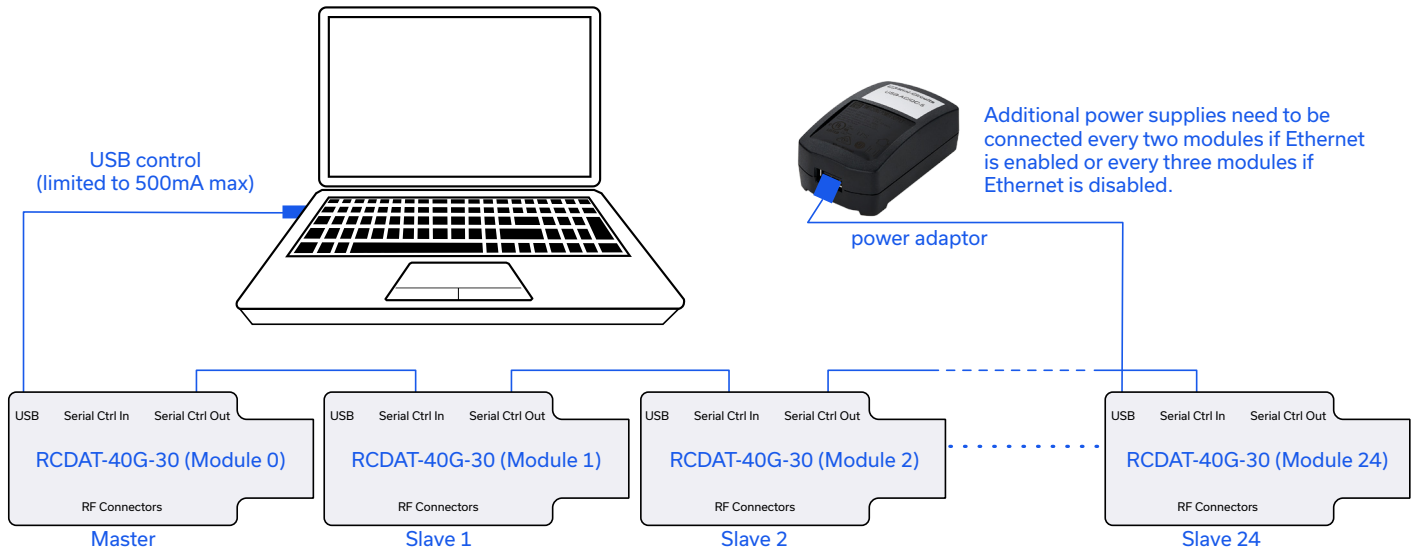 USB control
(limited to 500mA max)
Additional power supplies need to be
connected every two modules if Ethernet
is enabled or every three modules if
Ethernet is disabled.
power adaptor
USB Serial Ctrl In Serial Ctrl Out
RCDAT-40G-30 (Module 0)
RF Connectors
Master
USB Serial Ctrl In Serial Ctrl Out
RCDAT-40G-30 (Module 1)
RF Connectors
Slave 1
USB Serial Ctrl In Serial Ctrl Out
RCDAT-40G-30 (Module 2)
RF Connectors
Slave 2
USB Serial Ctrl In Serial Ctrl Out
RCDAT-40G-30 (Module 24)
RF Connectors
Slave 24